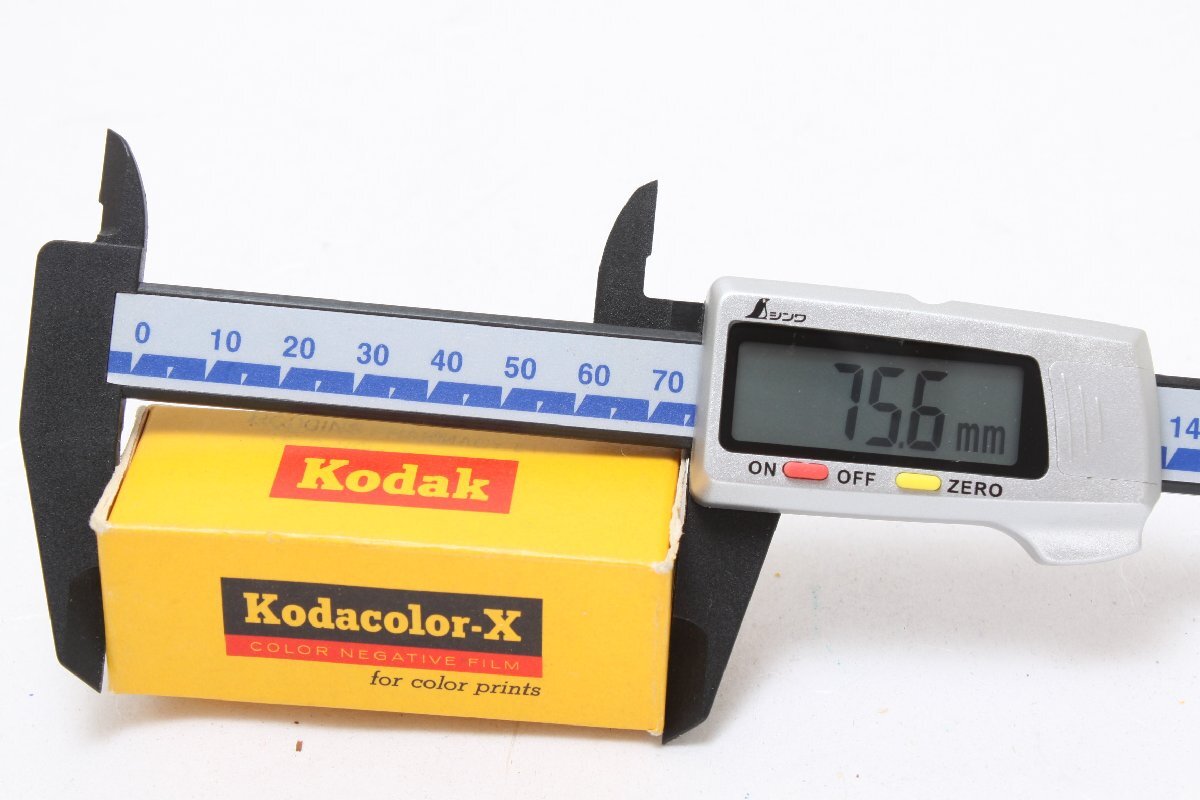 シンワ
0 10 20 30 40 50 60 70
75.6 mm
14
ON OFF ZERO
Kodak
Kodacolor-X
COLOR NEGATIVE FILM
for color prints